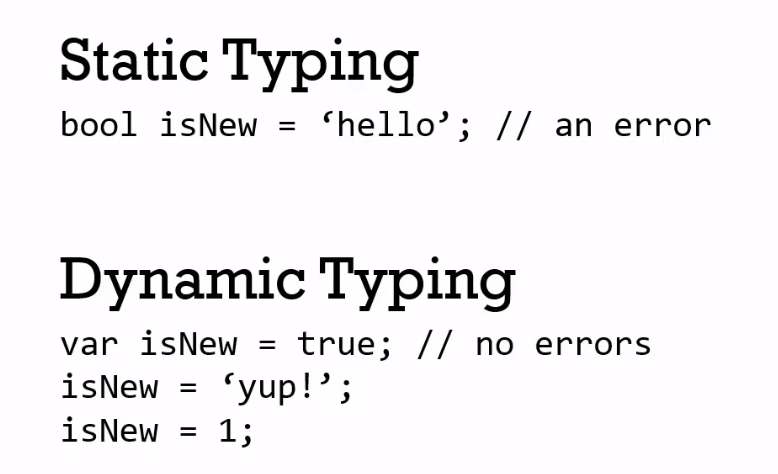 Static Typing
bool isNew = ‘hello’; // an error
Dynamic Typing
var isNew = true; // no errors
isNew = ‘yup!’;
isNew = 1;